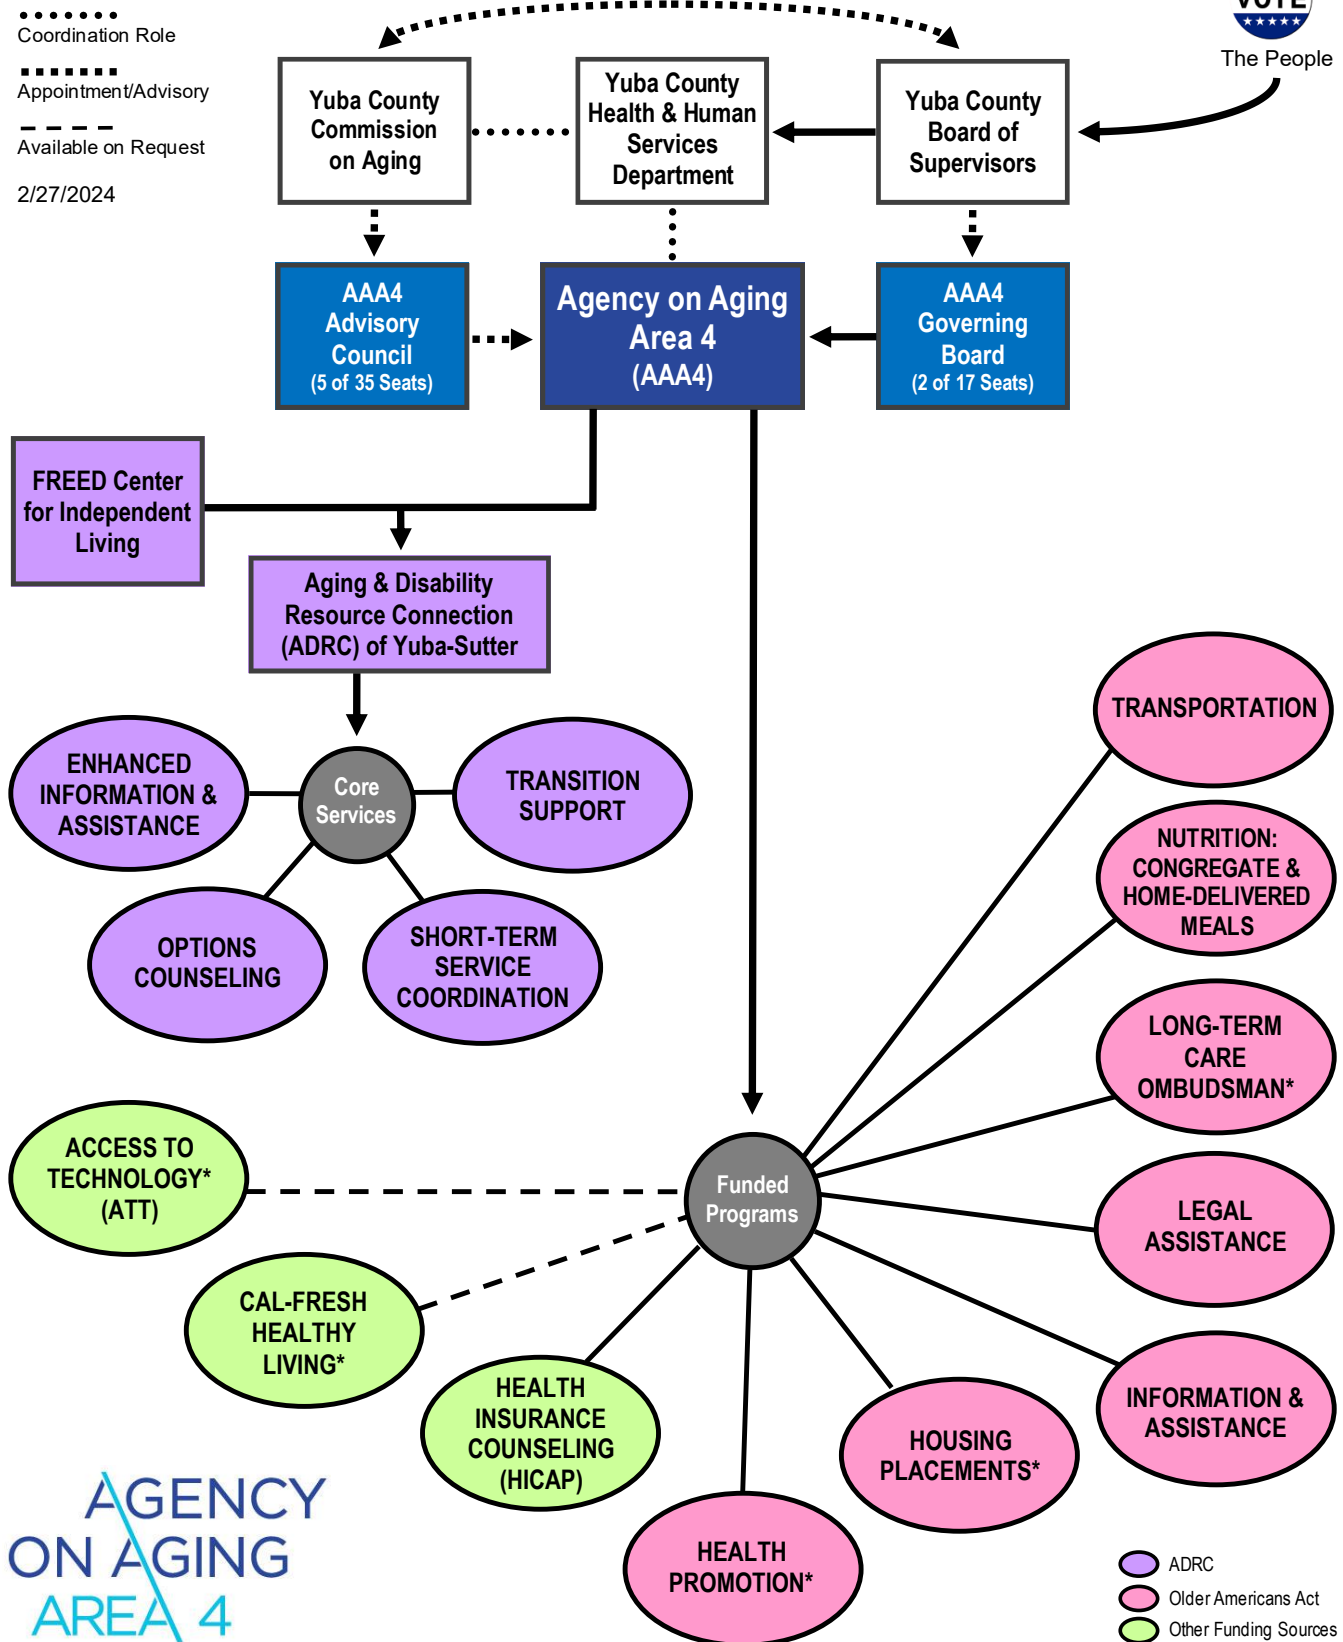 VOTE
The People
Coordination Role
Appointment/Advisory
Available on Request
2/27/2024
Yuba County
Commission
on Aging
Yuba County
Health & Human
Services
Department
Yuba County
Board of
Supervisors
AAA4
Advisory
Council
(5 of 35 Seats)
Agency on Aging
Area 4
(AAA4)
AAA4
Governing
Board
(2 of 17 Seats)
FREED Center
for Independent
Living
Aging & Disability
Resource Connection
(ADRC) of Yuba-Sutter
Core
Services
ENHANCED
INFORMATION &
ASSISTANCE
TRANSITION
SUPPORT
OPTIONS
COUNSELING
SHORT-TERM
SERVICE
COORDINATION
TRANSPORTATION
NUTRITION:
CONGREGATE &
HOME-DELIVERED
MEALS
LONG-TERM
CARE
OMBUDSMAN*
LEGAL
ASSISTANCE
INFORMATION &
ASSISTANCE
Funded
Programs
ACCESS TO
TECHNOLOGY*
(ATT)
CAL-FRESH
HEALTHY
LIVING*
HEALTH
INSURANCE
COUNSELING
(HICAP)
HOUSING
PLACEMENTS*
HEALTH
PROMOTION*
AGENCY
ON AGING
AREA 4
ADRC
Older Americans Act
Other Funding Sources